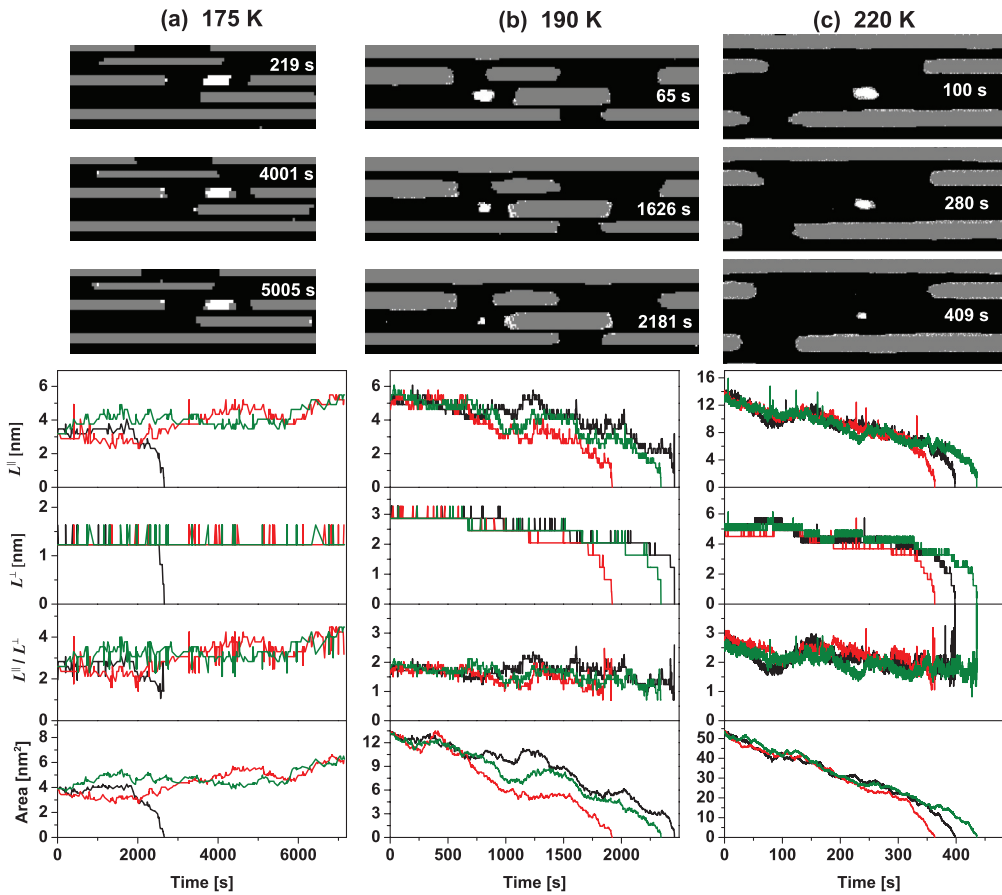 (a) 175 K
(b) 190 K
(c) 220 K
219 s
65 s
100 s
4001 s
1626 s
280 s
5005 s
2181 s
409 s
L∥ [nm]
6
4
2
0
6
4
2
0
16
12
8
4
0
L⊥ [nm]
2
1
0
3
2
1
0
6
4
2
0
L∥ / L⊥
4
2
0
3
2
1
0
3
2
1
0
Area [nm²]
8
6
4
2
0
12
9
6
3
0
50
40
30
20
10
0
0 2000 4000 6000
0 500 1000 1500 2000
0 100 200 300 400
Time [s]
Time [s]
Time [s]